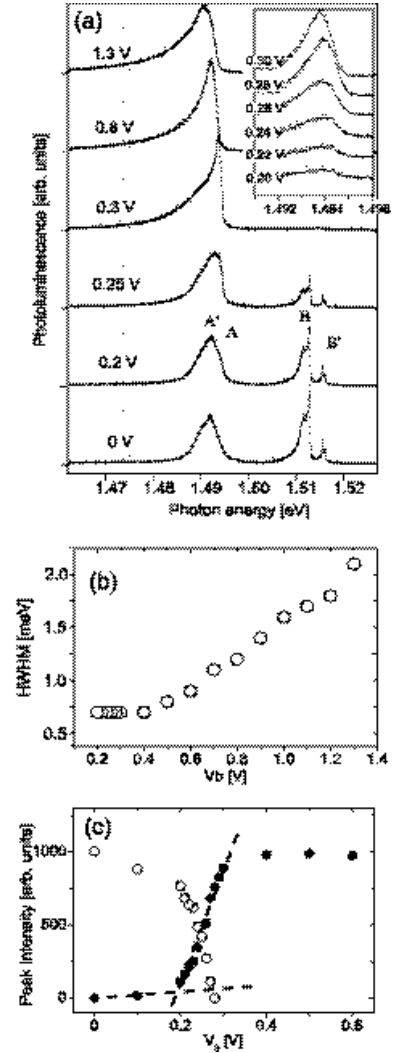 (a)
1.3 V
0.8 V
0.3 V
0.25 V
0.2 V
0 V
A' A
B
B'
0.30 V
0.28 V
0.26 V
0.24 V
0.22 V
0.20 V
1.492 1.494 1.496
Photoluminescence [arb. units]
1.47 1.48 1.49 1.50 1.51 1.52
Photon energy [eV]
(b)
HWHM [meV]
2.0
1.5
1.0
0.5
0.2 0.4 0.6 0.8 1.0 1.2 1.4
Vb [V]
(c)
Peak Intensity [arb. units]
1000
500
0
0 0.2 0.4 0.6